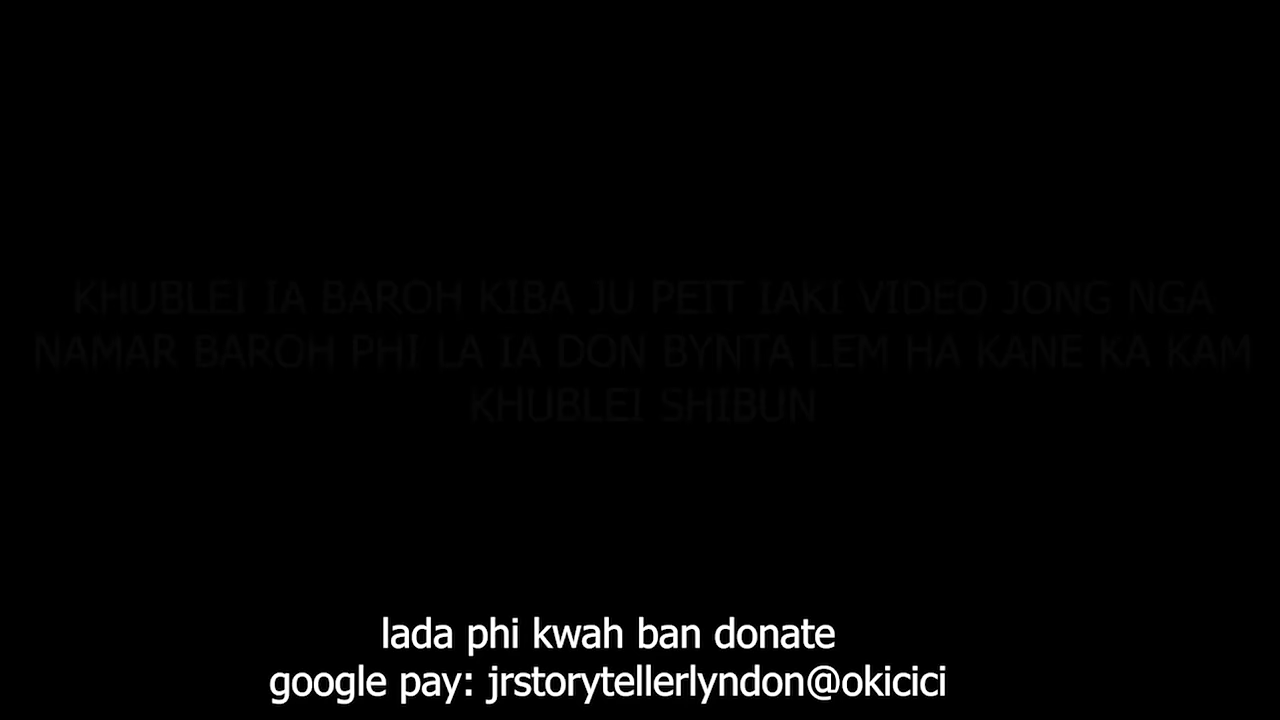 KHUBLEI IA BAROH KIBA JU PEIT IAKI VIDEO JONG NGA
NAMAR BAROH PHI LA IA DON BYNTA LEM HA KANE KA KAM
KHUBLEI SHIBUN
lada phi kwah ban donate
google pay: jrstorytellerlyndon@okicici